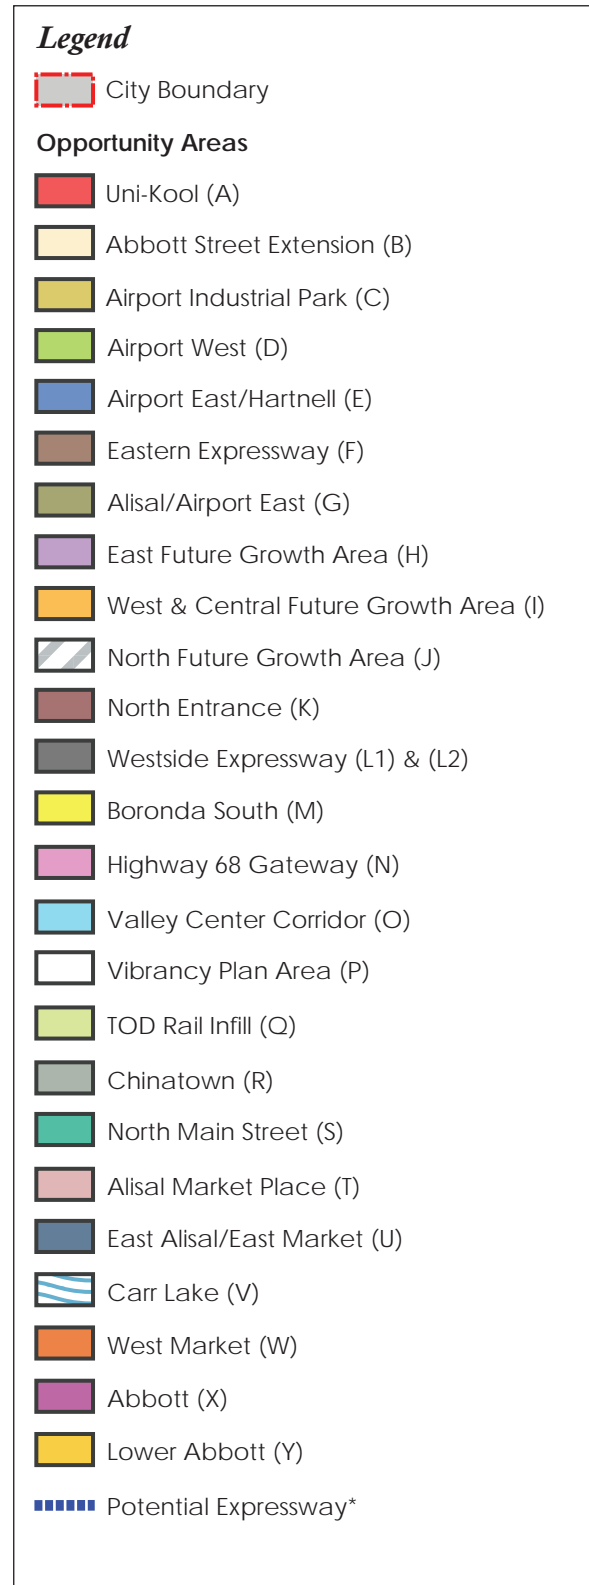 Legend
City Boundary
Opportunity Areas
Uni-Kool (A)
Abbott Street Extension (B)
Airport Industrial Park (C)
Airport West (D)
Airport East/Hartnell (E)
Eastern Expressway (F)
Alisal/Airport East (G)
East Future Growth Area (H)
West & Central Future Growth Area (I)
North Future Growth Area (J)
North Entrance (K)
Westside Expressway (L1) & (L2)
Boronda South (M)
Highway 68 Gateway (N)
Valley Center Corridor (O)
Vibrancy Plan Area (P)
TOD Rail Infill (Q)
Chinatown (R)
North Main Street (S)
Alisal Market Place (T)
East Alisal/East Market (U)
Carr Lake (V)
West Market (W)
Abbott (X)
Lower Abbott (Y)
Potential Expressway*